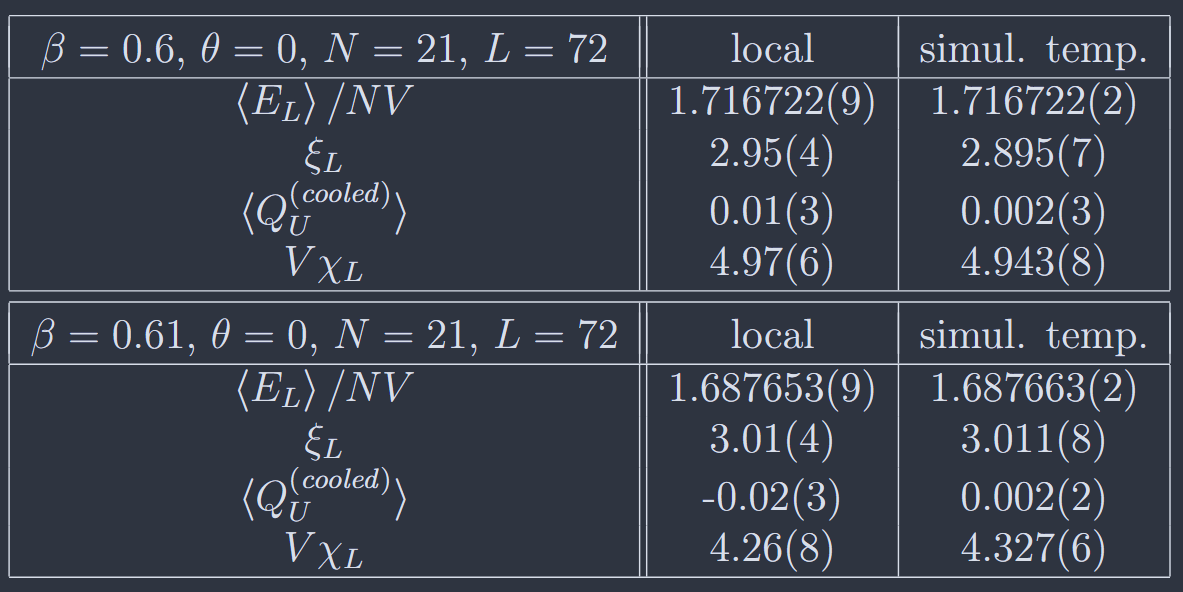 β = 0.6, θ = 0, N = 21, L = 72 local simul. temp.
⟨E_L⟩ /NV 1.716722(9) 1.716722(2)
ξ_L 2.95(4) 2.895(7)
⟨Q_U^{(cooled)}⟩ 0.01(3) 0.002(3)
V χ_L 4.97(6) 4.943(8)
β = 0.61, θ = 0, N = 21, L = 72 local simul. temp.
⟨E_L⟩ /NV 1.687653(9) 1.687663(2)
ξ_L 3.01(4) 3.011(8)
⟨Q_U^{(cooled)}⟩ -0.02(3) 0.002(2)
V χ_L 4.26(8) 4.327(6)